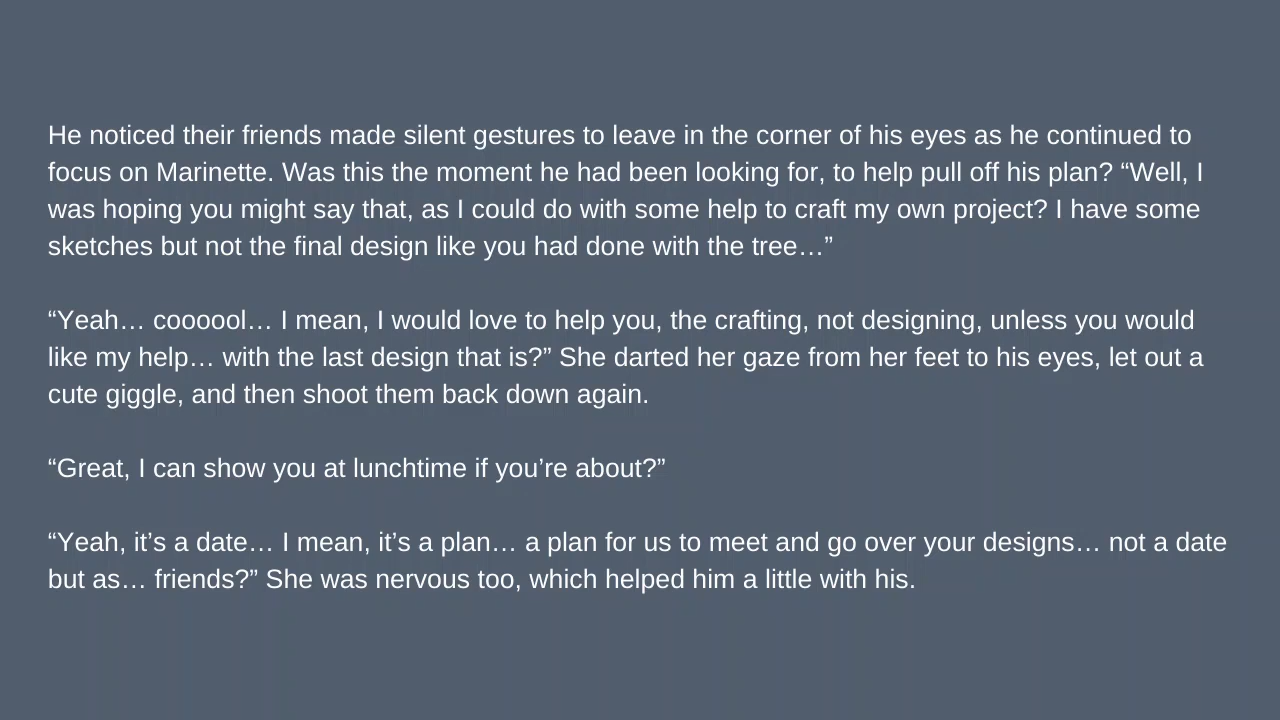 He noticed their friends made silent gestures to leave in the corner of his eyes as he continued to
focus on Marinette. Was this the moment he had been looking for, to help pull off his plan? “Well, I
was hoping you might say that, as I could do with some help to craft my own project? I have some
sketches but not the final design like you had done with the tree…”
“Yeah… coooool… I mean, I would love to help you, the crafting, not designing, unless you would
like my help… with the last design that is?” She darted her gaze from her feet to his eyes, let out a
cute giggle, and then shoot them back down again.
“Great, I can show you at lunchtime if you’re about?”
“Yeah, it’s a date… I mean, it’s a plan… a plan for us to meet and go over your designs… not a date
but as… friends?” She was nervous too, which helped him a little with his.